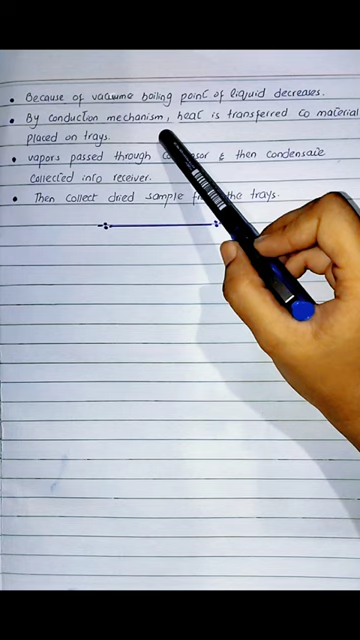 • Because of vacuume boiling point of liquid decreases.
• By conduction mechanism, heat is transferred to material
placed on trays.
• vapors passed through & then condensate
collected into receiver.
• Then collect dried sample the trays.